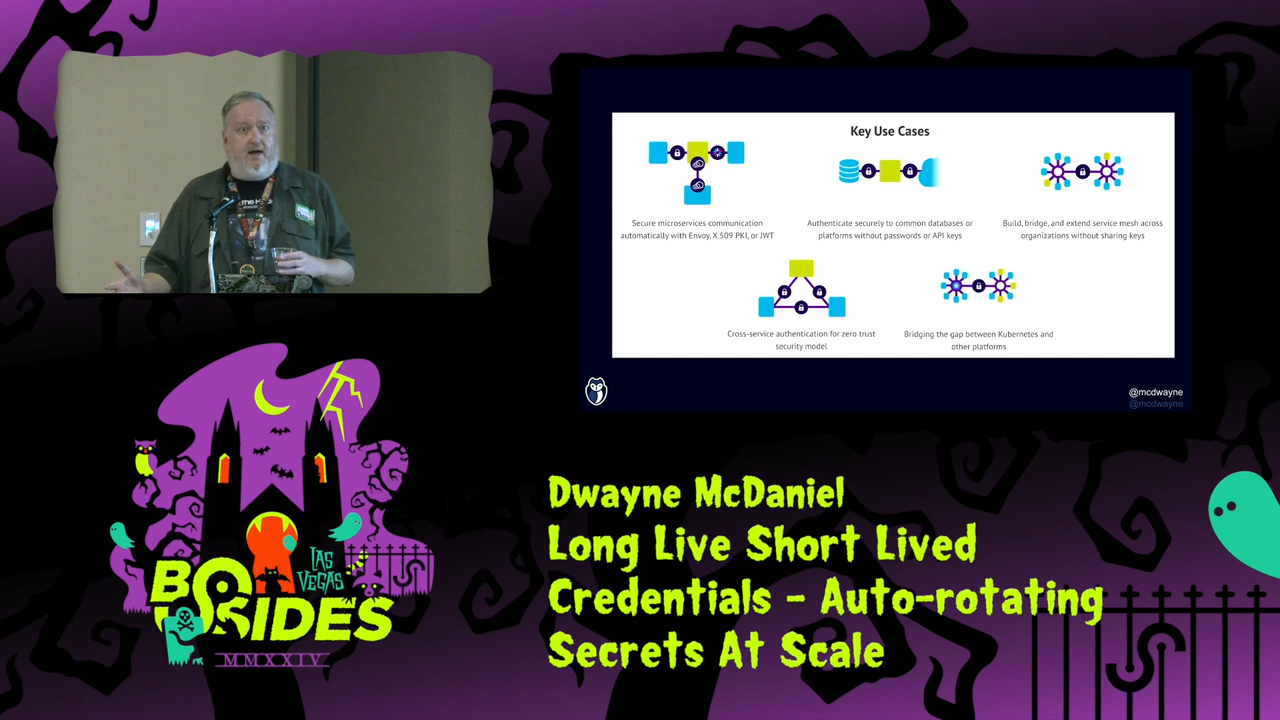 Key Use Cases
Secure microservices communication
automatically with Envoy, X.509 PKI, or JWT
Authenticate securely to common databases or
platforms without passwords or API keys
Build, bridge, and extend service mesh across
organizations without sharing keys
Cross-service authentication for zero trust
security model
Bridging the gap between Kubernetes and
other platforms
@mcdwayne
@mcdwayne
LAS
VEGAS
BSIDES
MMXXIV
Dwayne McDaniel
Long Live Short Lived
Credentials - Auto-rotating
Secrets At Scale